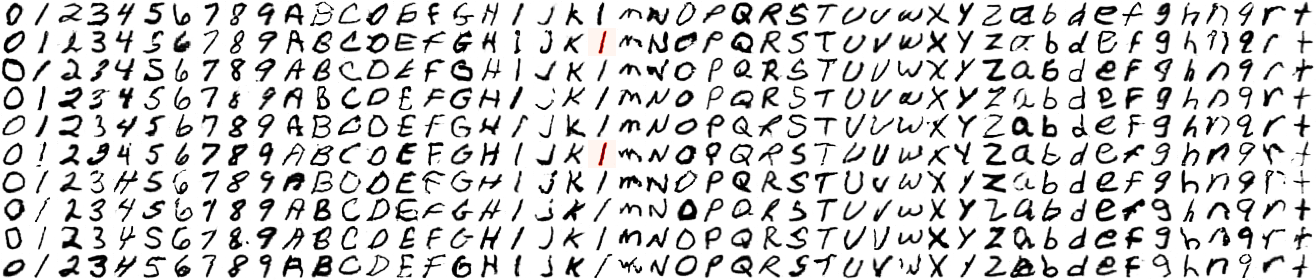 0 1 2 3 4 5 6 7 8 9 A B C D E F G H I j K l m N O P Q R S T U V w X Y Z a b d e f g h n q r t
0 1 2 3 4 5 6 7 8 9 A B C D E F G H I j K l m N O P Q R S T U V w X Y Z a b d e f g h n q r t
0 1 2 3 4 5 6 7 8 9 A B C D E F G H I J K l m N O P Q R S T U V w X Y Z a b d e F g h n q r t
0 1 2 3 4 5 6 7 8 9 A B C D E F G H I J K l m N O P Q R S T U V w X Y Z a b d e F g h n q r t
0 1 2 3 4 5 6 7 8 9 A B C D E F G H I J K l m N O P Q R S T U V w X Y Z a b d e F g h n q r t
0 1 2 3 4 5 6 7 8 9 A B C D E F G H I J K l m N O P Q R S T U V w X Y Z a b d e f g h n q r t
0 1 2 3 4 5 6 7 8 9 A B C D E F G H I J K l m N O P Q R S T U V w X Y Z a b d e f g h n q r t
0 1 2 3 4 5 6 7 8 9 A B C D E F G H I J K l m N O P Q R S T U V w X Y Z a b d e f g h n q r t
0 1 2 3 4 5 6 7 8 9 A B C D E F G H I J K l m N O P Q R S T U V w X Y Z a b d e f g h n q r t
0 1 2 3 4 5 6 7 8 9 A B C D E F G H I J K l m N O P Q R S T U V w X Y Z a b d e F g h n q r t